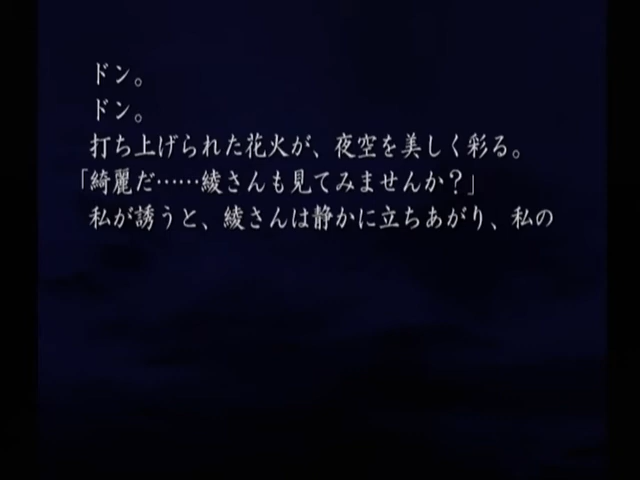 ドン。
ドン。
打ち上げられた花火が、夜空を美しく彩る。
「綺麗だ……綾さんも見てみませんか？」
私が誘うと、綾さんは静かに立ちあがり、私の